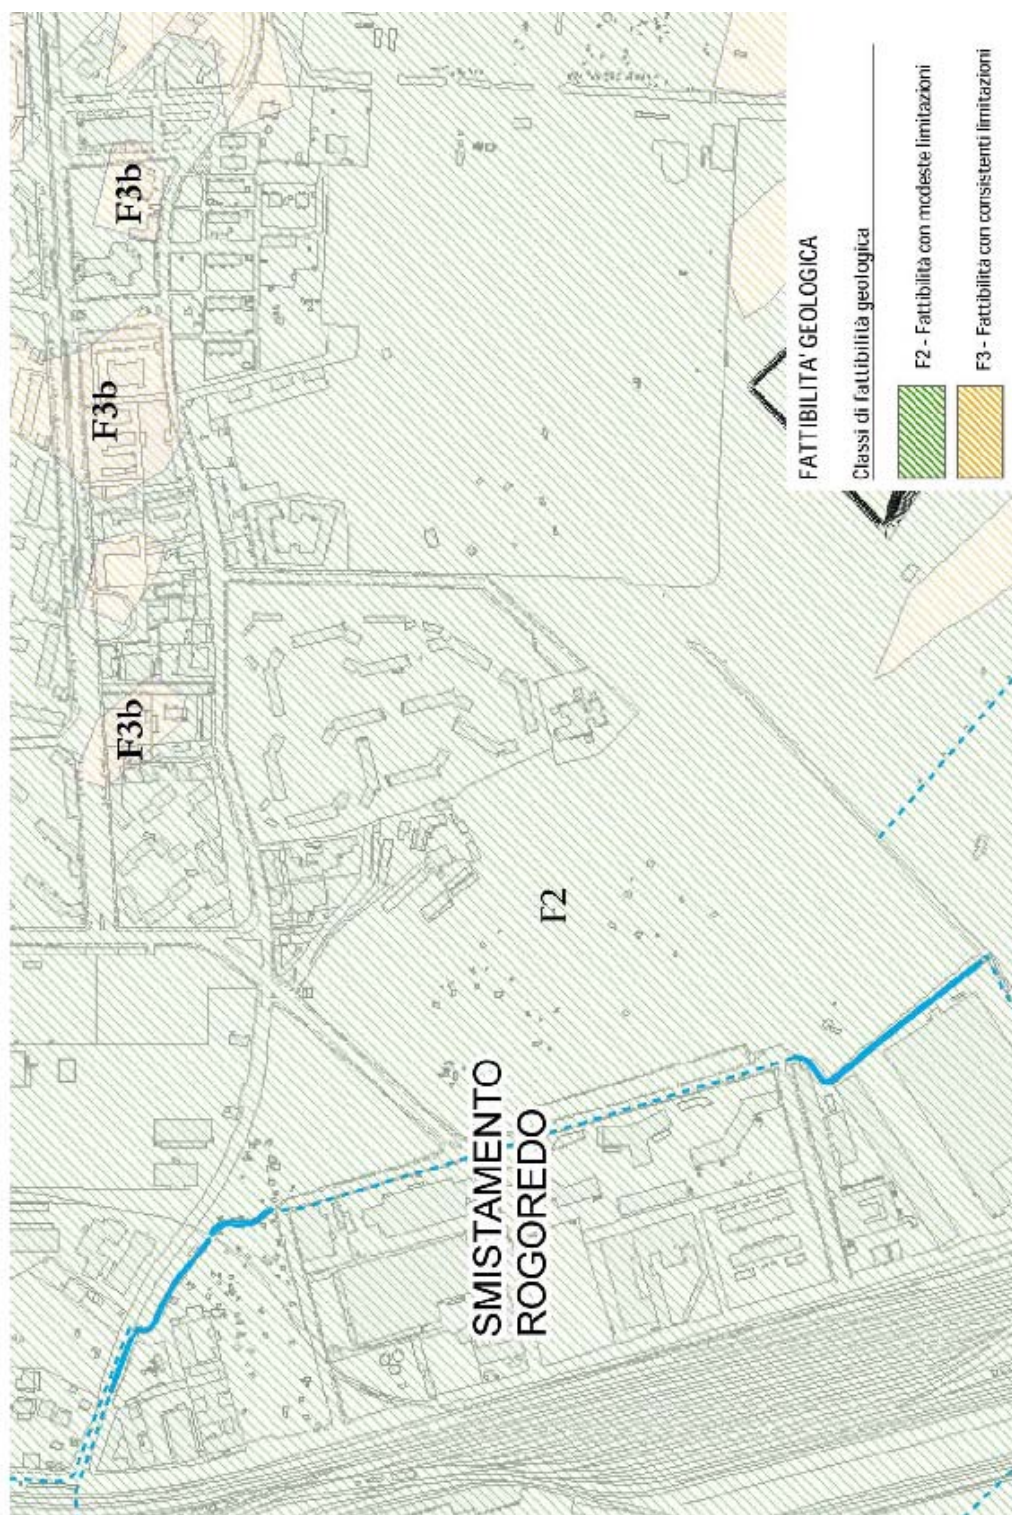 F3b
F3b
F3b
F2
SMISTAMENTO
ROGOREDO
FATTIBILITA' GEOLOGICA
Classi di fattibilità geologica
F2 - Fattibilità con modeste limitazioni
F3 - Fattibilità con consistenti limitazioni